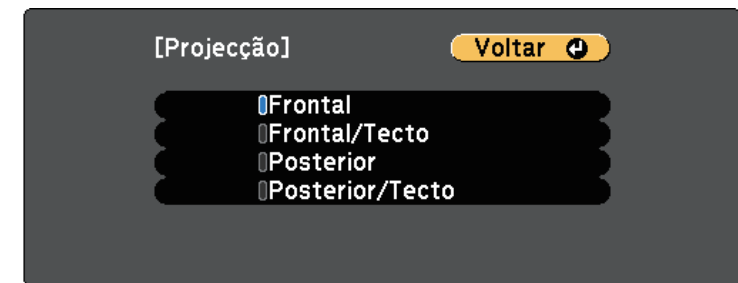 [Projecção] Voltar
Frontal
Frontal/Tecto
Posterior
Posterior/Tecto